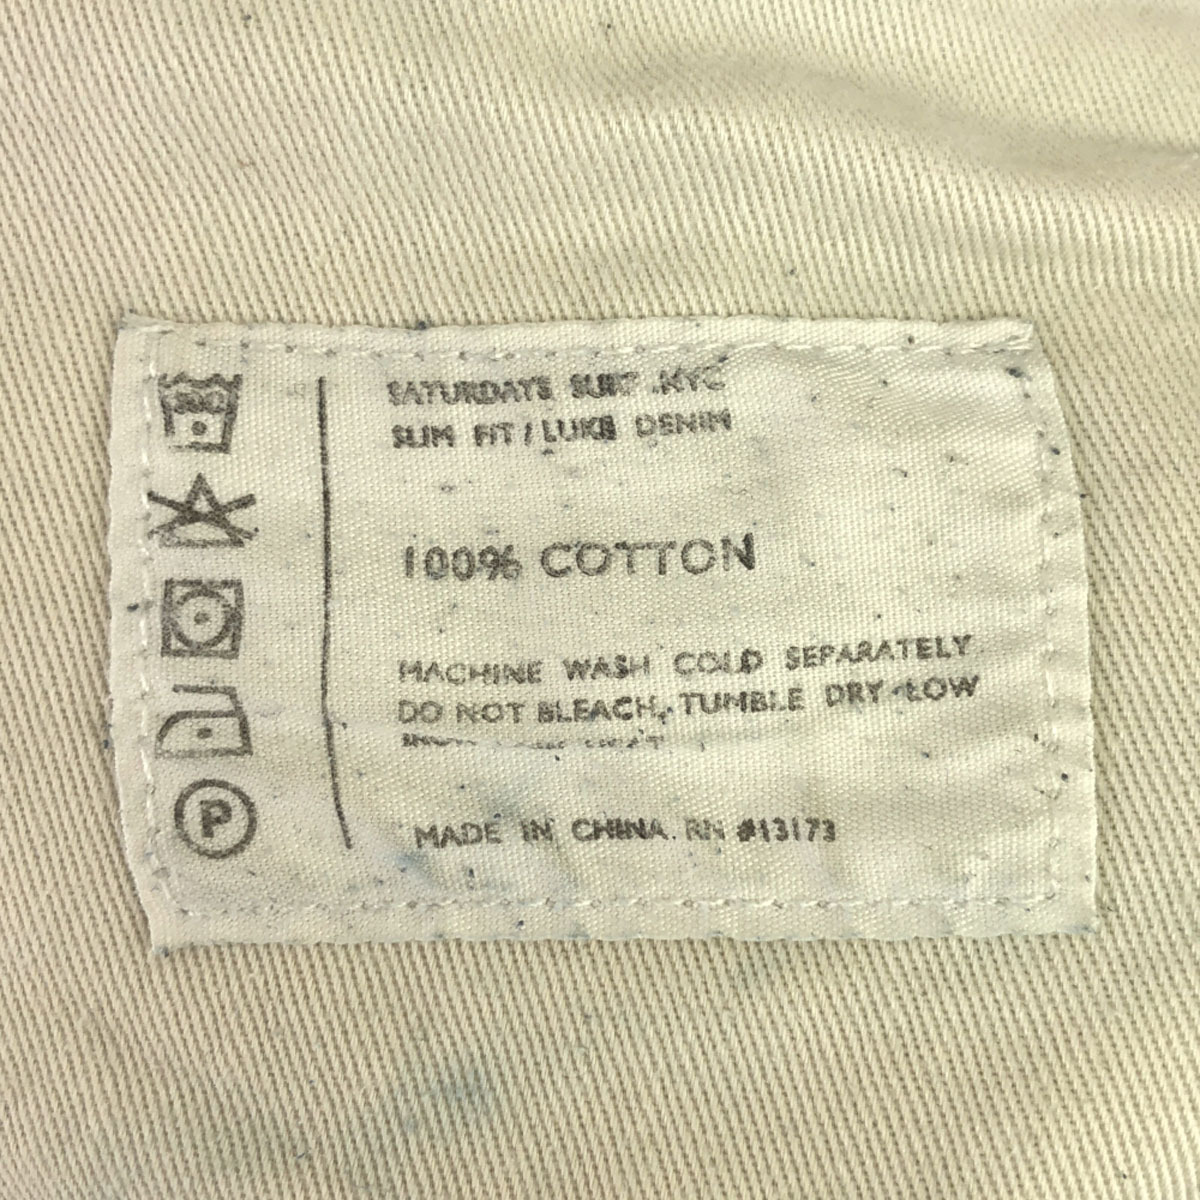 SATURDAYS SURF NYC
SLIM FIT / LUKE DENIM
100% COTTON
MACHINE WASH COLD SEPARATELY
DO NOT BLEACH, TUMBLE DRY LOW
MADE IN CHINA. RN #13173
30C
P